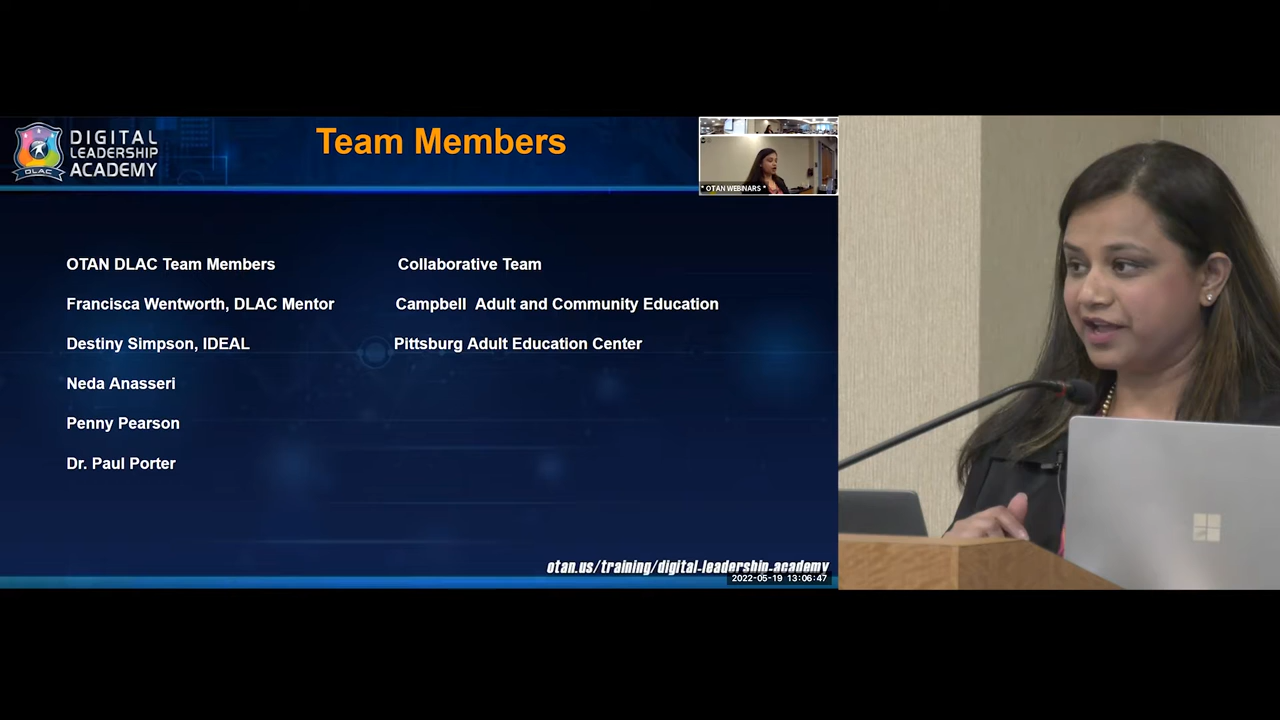 DIGITAL
LEADERSHIP
ACADEMY
DLAC
Team Members
* OTAN WEBINARS *
OTAN DLAC Team Members
Collaborative Team
Francisca Wentworth, DLAC Mentor
Campbell Adult and Community Education
Destiny Simpson, IDEAL
Pittsburg Adult Education Center
Neda Anasseri
Penny Pearson
Dr. Paul Porter
otan.us/training/digital-leadership-academy
2022-05-19 13:06:47